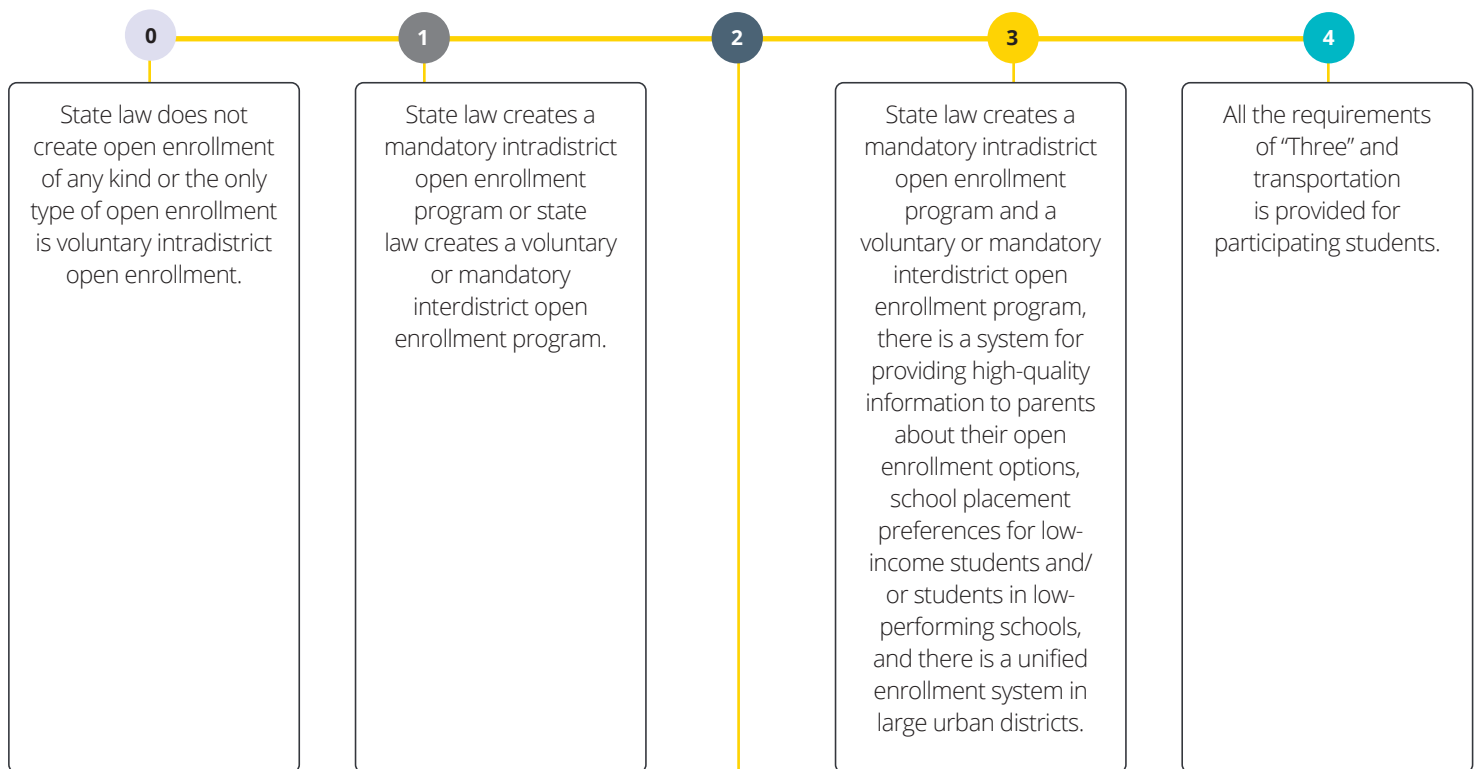 0
1
2
3
4
State law does not
create open enrollment
of any kind or the only
type of open enrollment
is voluntary intradistrict
open enrollment.
State law creates a
mandatory intradistrict
open enrollment
program or state
law creates a voluntary
or mandatory
interdistrict open
enrollment program.
State law creates a
mandatory intradistrict
open enrollment
program and a
voluntary or mandatory
interdistrict open
enrollment program,
there is a system for
providing high-quality
information to parents
about their open
enrollment options,
school placement
preferences for low-
income students and/
or students in low-
performing schools,
and there is a unified
enrollment system in
large urban districts.
All the requirements
of “Three” and
transportation
is provided for
participating students.